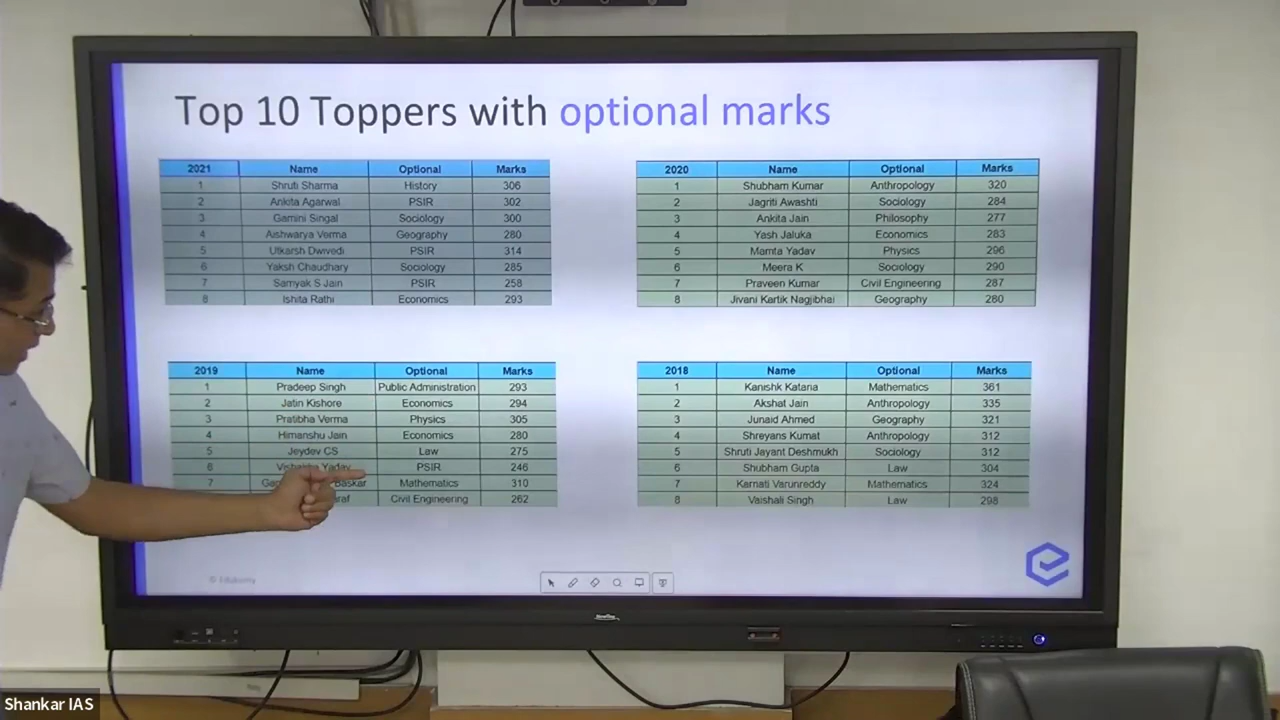 Top 10 Toppers with optional marks
2021 Name Optional Marks
1 Shruti Sharma History 306
2 Ankita Agarwal PSIR 302
3 Gamini Singal Sociology 300
4 Aishwarya Verma Geography 280
5 Utkarsh Dwivedi PSIR 314
6 Yaksh Chaudhary Sociology 285
7 Samyak S Jain PSIR 258
8 Ishita Rathi Economics 293
2020 Name Optional Marks
1 Shubham Kumar Anthropology 320
2 Jagriti Awashti Sociology 284
3 Ankita Jain Philosophy 277
4 Yash Jaluka Economics 283
5 Mamta Yadav Physics 296
6 Meera K Sociology 290
7 Praveen Kumar Civil Engineering 287
8 Jivani Kartik Nagjibhai Geography 280
2019 Name Optional Marks
1 Pradeep Singh Public Administration 293
2 Jatin Kishore Economics 294
3 Pratibha Verma Physics 305
4 Himanshu Jain Economics 280
5 Jeydev CS Law 275
6 Yadav PSIR 246
7 Baskar Mathematics 310
Civil Engineering 262
2018 Name Optional Marks
1 Kanishk Kataria Mathematics 361
2 Akshat Jain Anthropology 335
3 Junaid Ahmed Geography 321
4 Shreyans Kumat Anthropology 312
5 Shruti Jayant Deshmukh Sociology 312
6 Shubham Gupta Law 304
7 Karnati Varunreddy Mathematics 324
8 Vaishali Singh Law 298
Shankar IAS